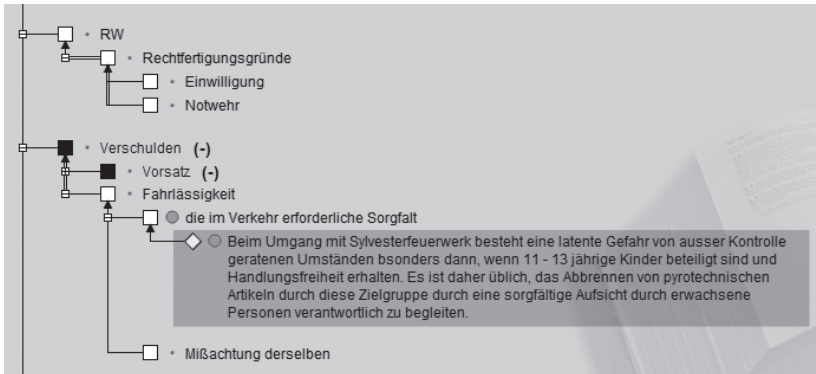 RW
Rechtfertigungsgründe
Einwilligung
Notwehr
Verschulden (-)
Vorsatz (-)
Fahrlässigkeit
die im Verkehr erforderliche Sorgfalt
Beim Umgang mit Sylvesterfeuerwerk besteht eine latente Gefahr von ausser Kontrolle
geratenen Umständen bsonders dann, wenn 11 - 13 jährige Kinder beteiligt sind und
Handlungsfreiheit erhalten. Es ist daher üblich, das Abbrennen von pyrotechnischen
Artikeln durch diese Zielgruppe durch eine sorgfältige Aufsicht durch erwachsene
Personen verantwortlich zu begleiten.
Mißachtung derselben